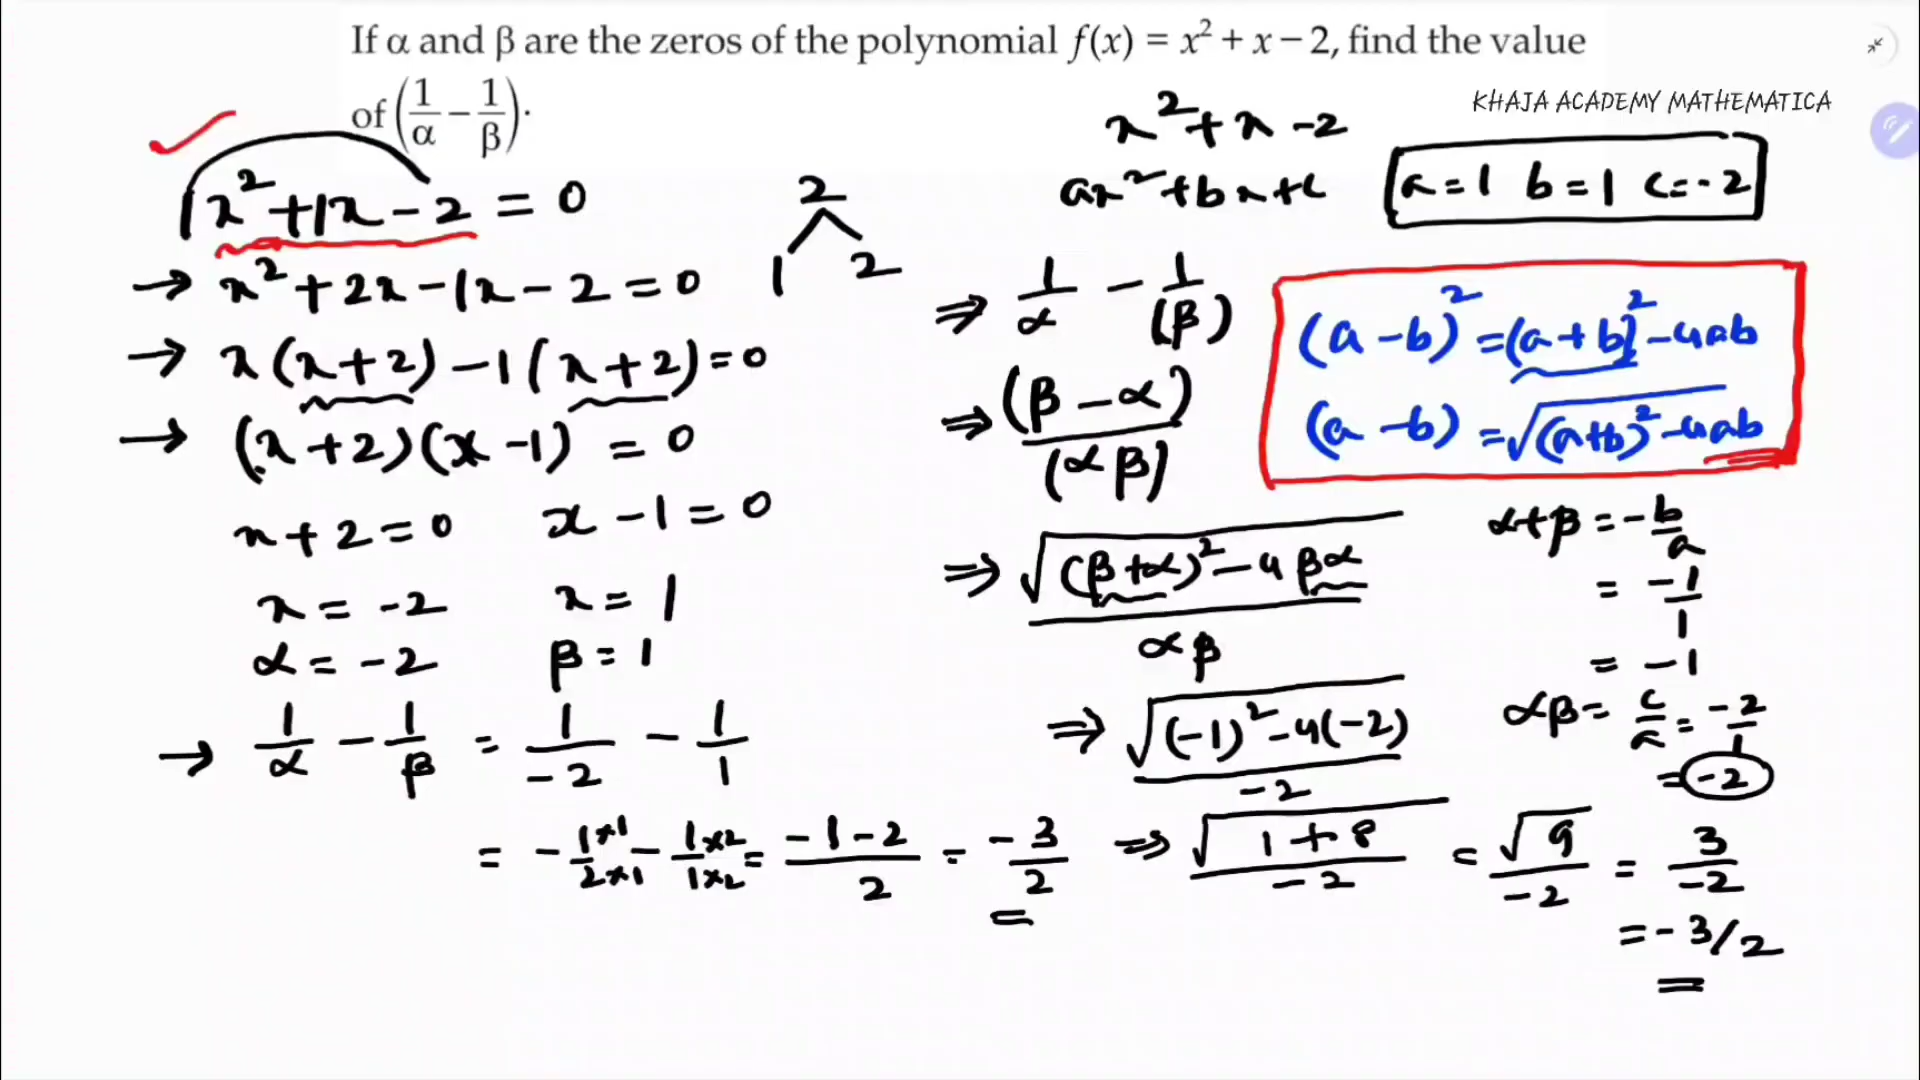 If α and β are the zeros of the polynomial f(x) = x² + x − 2, find the value
of (1/α − 1/β).
KHAJA ACADEMY MATHEMATICA
1x² + 1x − 2 = 0
→ x² + 2x − 1x − 2 = 0
→ x(x + 2) − 1(x + 2) = 0
→ (x + 2)(x − 1) = 0
x + 2 = 0 x − 1 = 0
x = −2 x = 1
α = −2 β = 1
→ 1/α − 1/β = 1/−2 − 1/1
= − 1×1/2×1 − 1×2/1×2 = −1−2/2 = −3/2
2
1 2
x² + x − 2
ax² + bx + c
a = 1 b = 1 c = −2
⇒ 1/α − 1/(β)
⇒ (β − α)/(αβ)
⇒ √(β + α)² − 4βα/αβ
⇒ √(−1)² − 4(−2)/−2
⇒ √1 + 8/−2 = √9/−2 = 3/−2
= −3/2
(a − b)² = (a + b)² − 4ab
(a − b) = √(a+b)² − 4ab
α + β = −b/a
= −1/1
= −1
αβ = c/a = −2/1
= −2